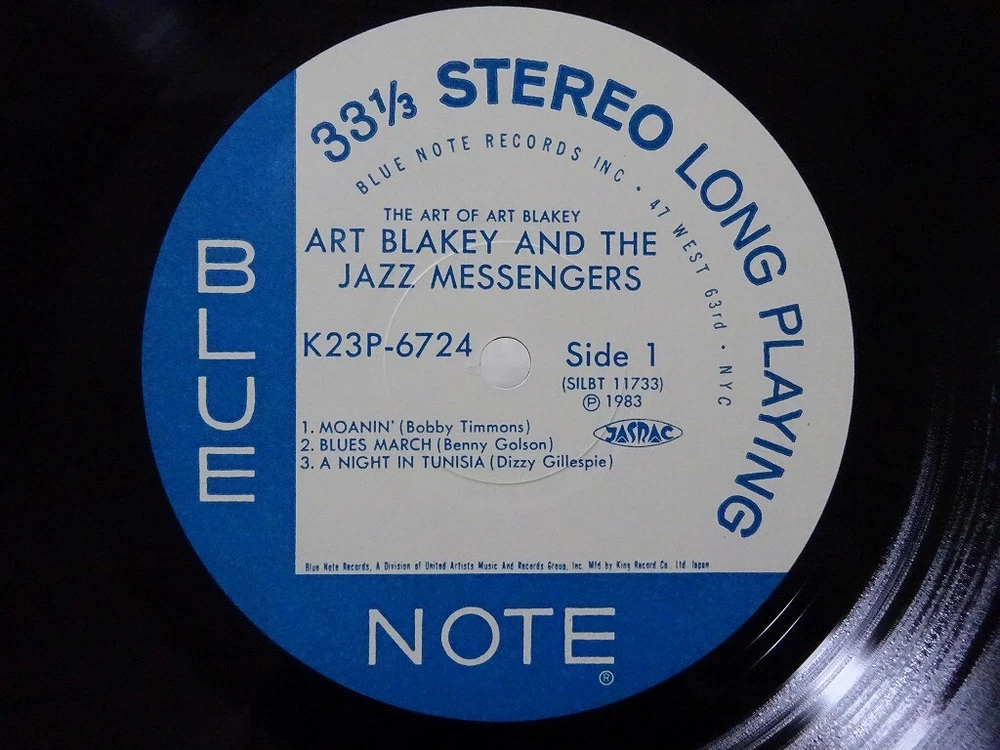 33⅓ STEREO LONG PLAYING
BLUE NOTE RECORDS INC • 47 WEST 63rd • NYC
THE ART OF ART BLAKEY
ART BLAKEY AND THE
JAZZ MESSENGERS
K23P-6724
Side 1
(SILBT 11733)
Ⓟ 1983
JASRAC
1. MOANIN' (Bobby Timmons)
2. BLUES MARCH (Benny Golson)
3. A NIGHT IN TUNISIA (Dizzy Gillespie)
Blue Note Records, A Division of United Artists Music And Records Group, Inc. Mfd by King Record Co. Ltd. Japan
BLUE
NOTE
®